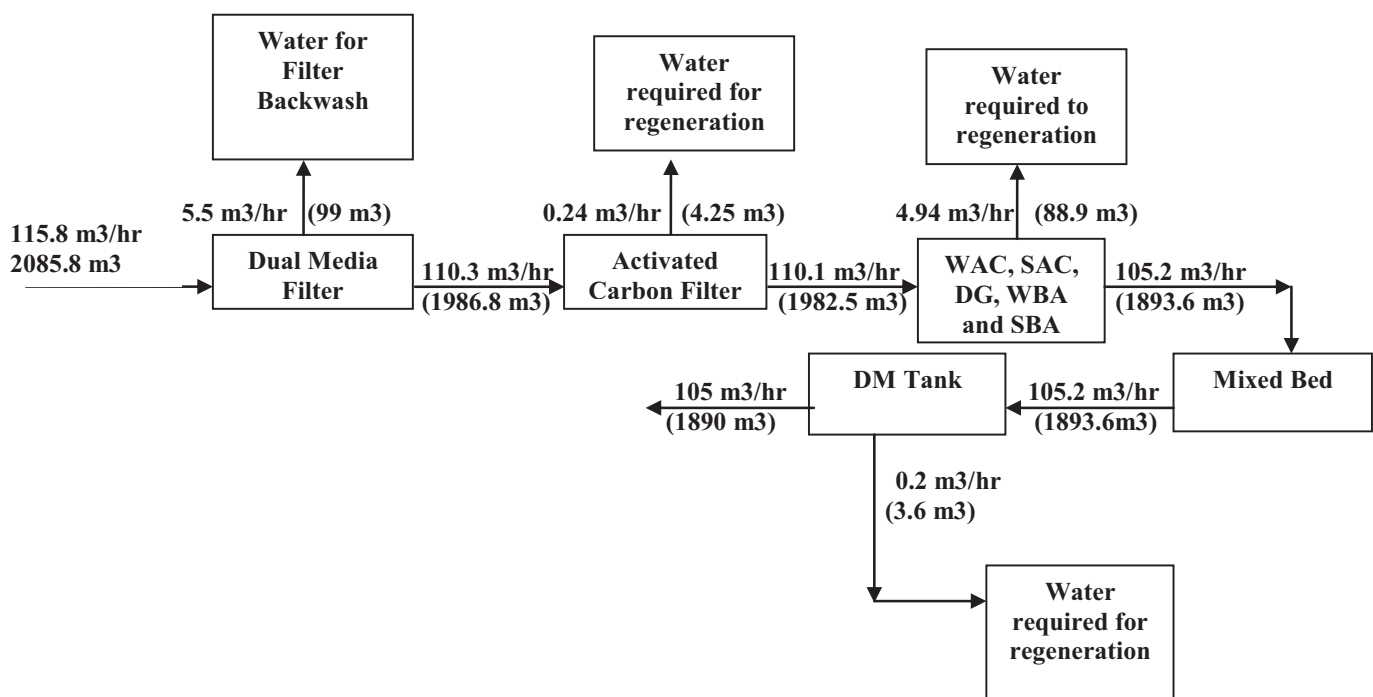 Water for
Filter
Backwash
Water
required for
regeneration
Water
required to
regeneration
5.5 m3/hr (99 m3)
0.24 m3/hr (4.25 m3)
4.94 m3/hr (88.9 m3)
115.8 m3/hr
2085.8 m3
Dual Media
Filter
110.3 m3/hr
(1986.8 m3)
Activated
Carbon Filter
110.1 m3/hr
(1982.5 m3)
WAC, SAC,
DG, WBA
and SBA
105.2 m3/hr
(1893.6 m3)
Mixed Bed
105.2 m3/hr
(1893.6m3)
DM Tank
105 m3/hr
(1890 m3)
0.2 m3/hr
(3.6 m3)
Water
required for
regeneration